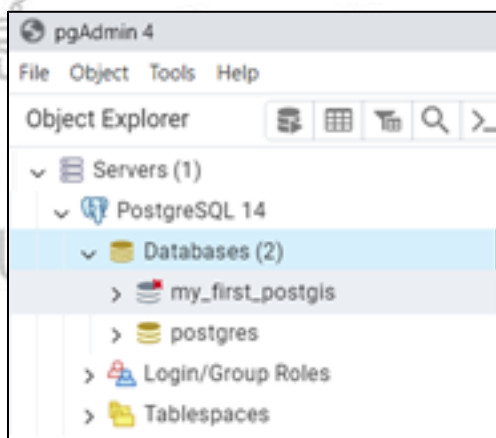 pgAdmin 4
File Object Tools Help
Object Explorer
Servers (1)
PostgreSQL 14
Databases (2)
my_first_postgis
postgres
Login/Group Roles
Tablespaces